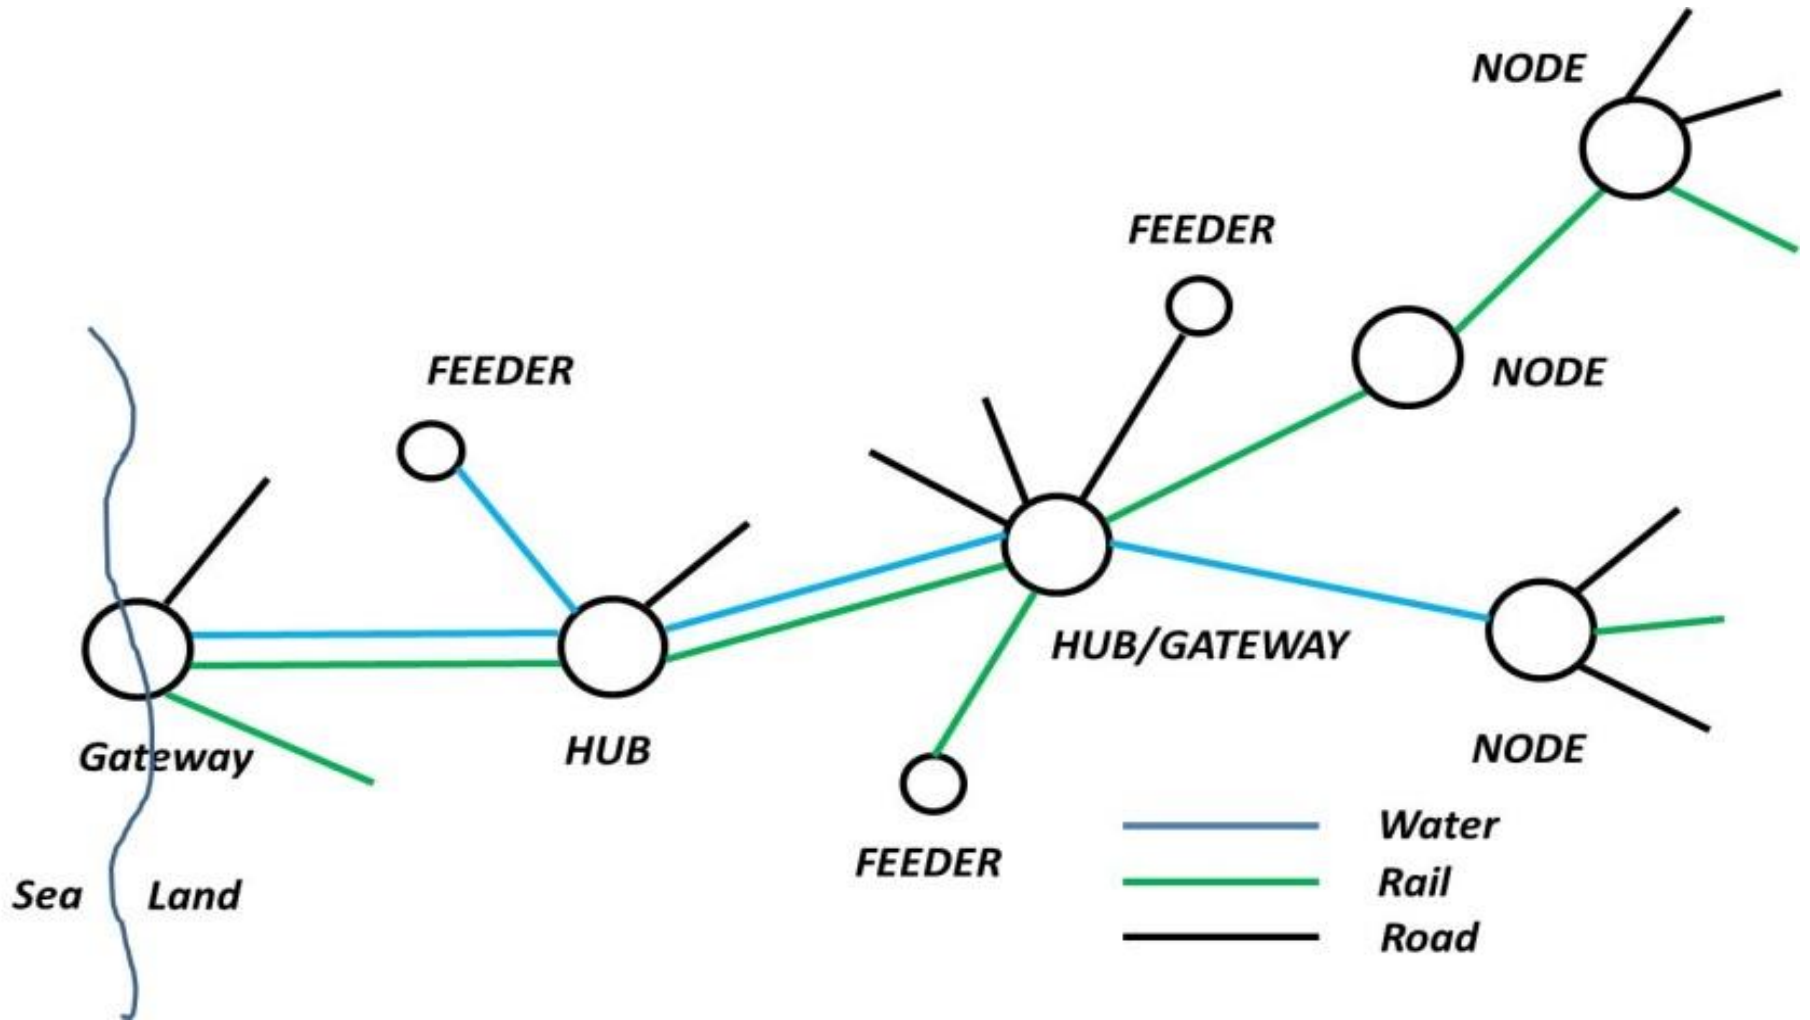 NODE
FEEDER
NODE
FEEDER
HUB/GATEWAY
Gateway
HUB
NODE
FEEDER
Water
Rail
Road
Sea
Land